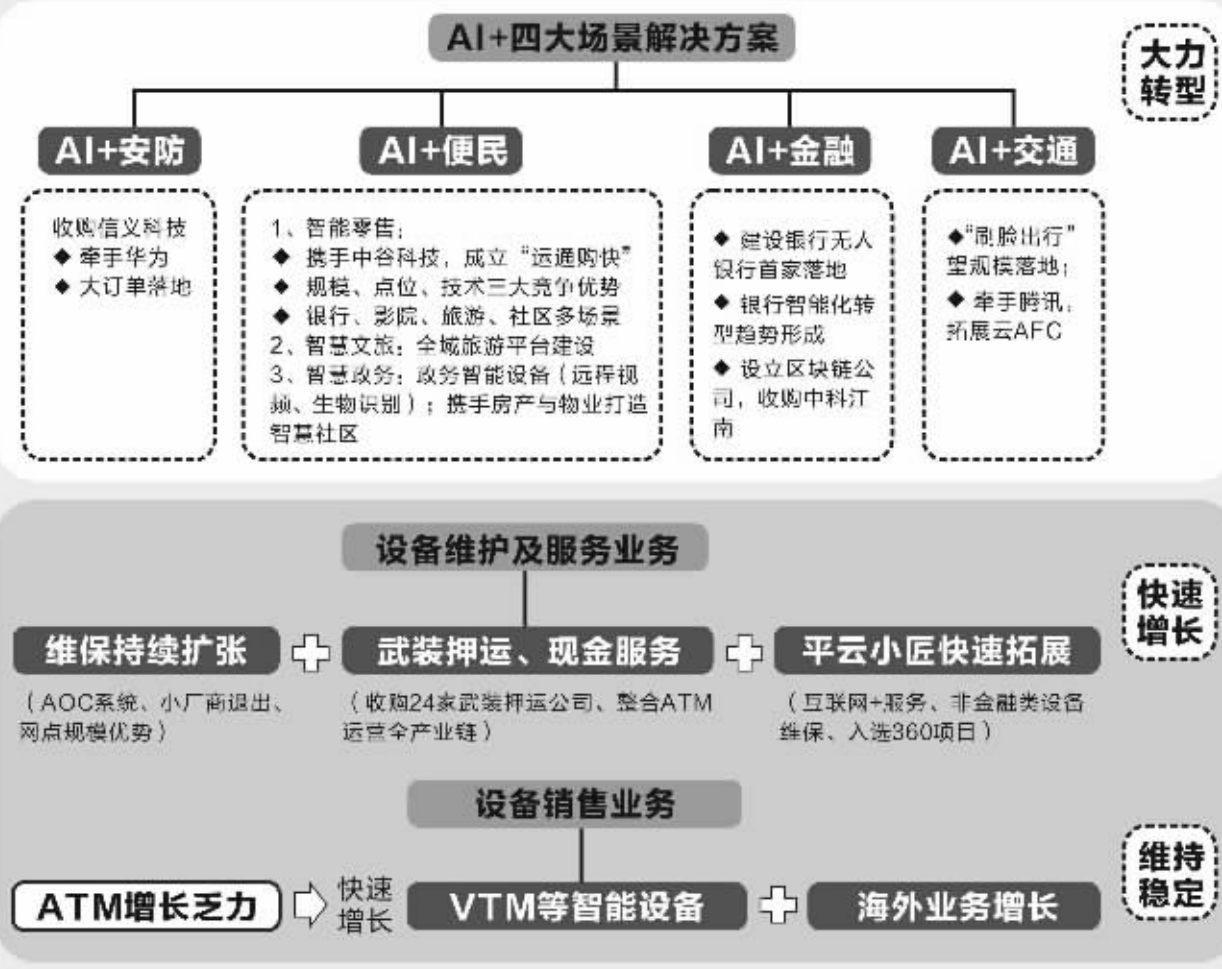 AI+四大场景解决方案
大力
转型
AI+安防
收购信义科技
◆ 牵手华为
◆ 大订单落地
AI+便民
1、智能零售：
◆ 携手中谷科技，成立“运通购快”
◆ 规模、点位、技术三大竞争优势
◆ 银行、影院、旅游、社区多场景
2、智慧文旅：全域旅游平台建设
3、智慧政务：政务智能设备（远程视
频、生物识别）；携手房产与物业打造
智慧社区
AI+金融
◆ 建设银行无人
银行首家落地
◆ 银行智能化转
型趋势形成
◆ 设立区块链公
司，收购中科江
南
AI+交通
◆“刷脸出行”
望规模落地；
◆ 牵手腾讯，
拓展云AFC
设备维护及服务业务
快速
增长
维保持续扩张
（AOC系统、小厂商退出、
网点规模优势）
武装押运、现金服务
（收购24家武装押运公司、整合ATM
运营全产业链）
平云小匠快速拓展
（互联网+服务、非金融类设备
维保、入选360项目）
设备销售业务
维持
稳定
ATM增长乏力
快速
增长
VTM等智能设备
海外业务增长